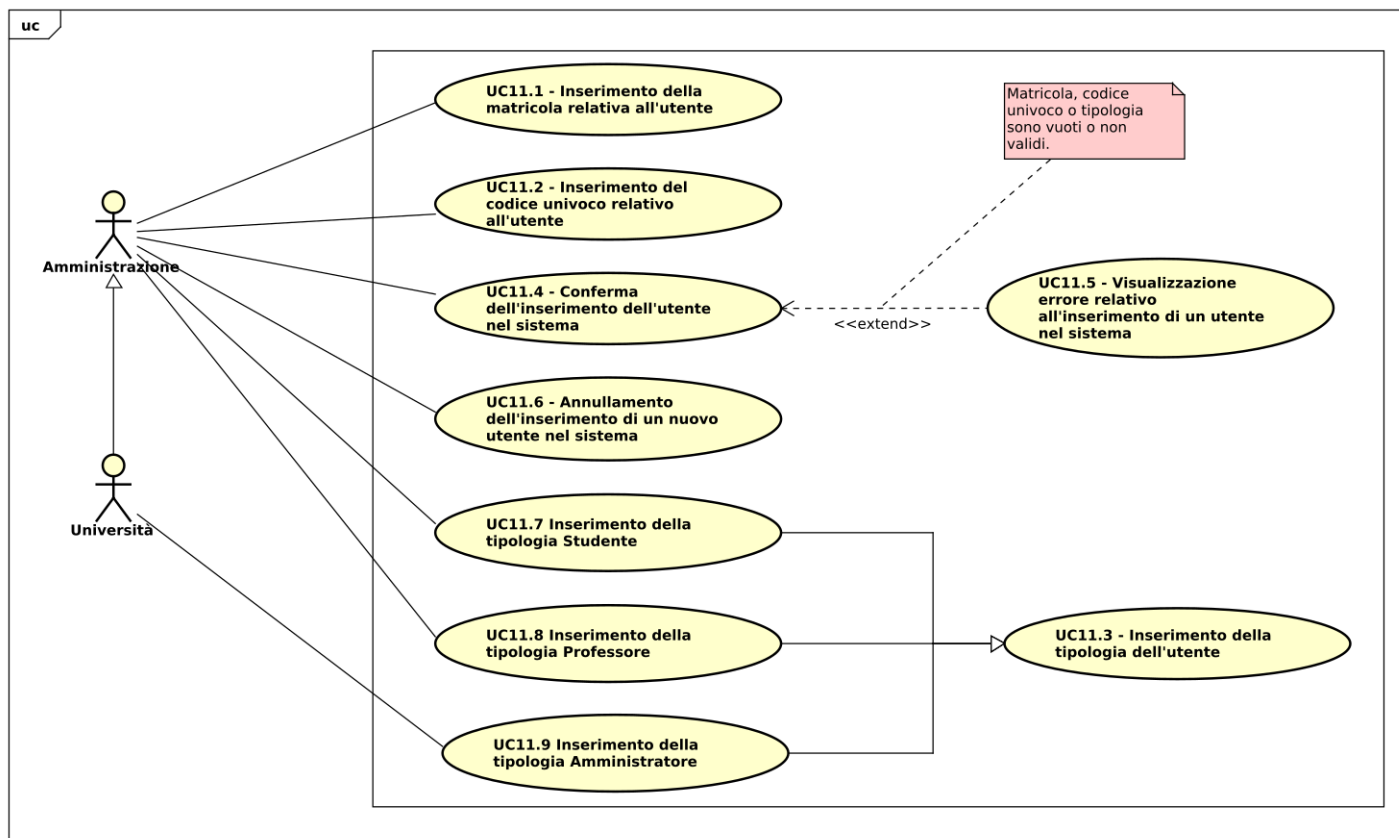 uc
UC11.1 - Inserimento della
matricola relativa all'utente
Matricola, codice
univoco o tipologia
sono vuoti o non
validi.
UC11.2 - Inserimento del
codice univoco relativo
all'utente
Amministrazione
UC11.4 - Conferma
dell'inserimento dell'utente
nel sistema
<<extend>>
UC11.5 - Visualizzazione
errore relativo
all'inserimento di un utente
nel sistema
UC11.6 - Annullamento
dell'inserimento di un nuovo
utente nel sistema
Università
UC11.7 Inserimento della
tipologia Studente
UC11.8 Inserimento della
tipologia Professore
UC11.3 - Inserimento della
tipologia dell'utente
UC11.9 Inserimento della
tipologia Amministratore